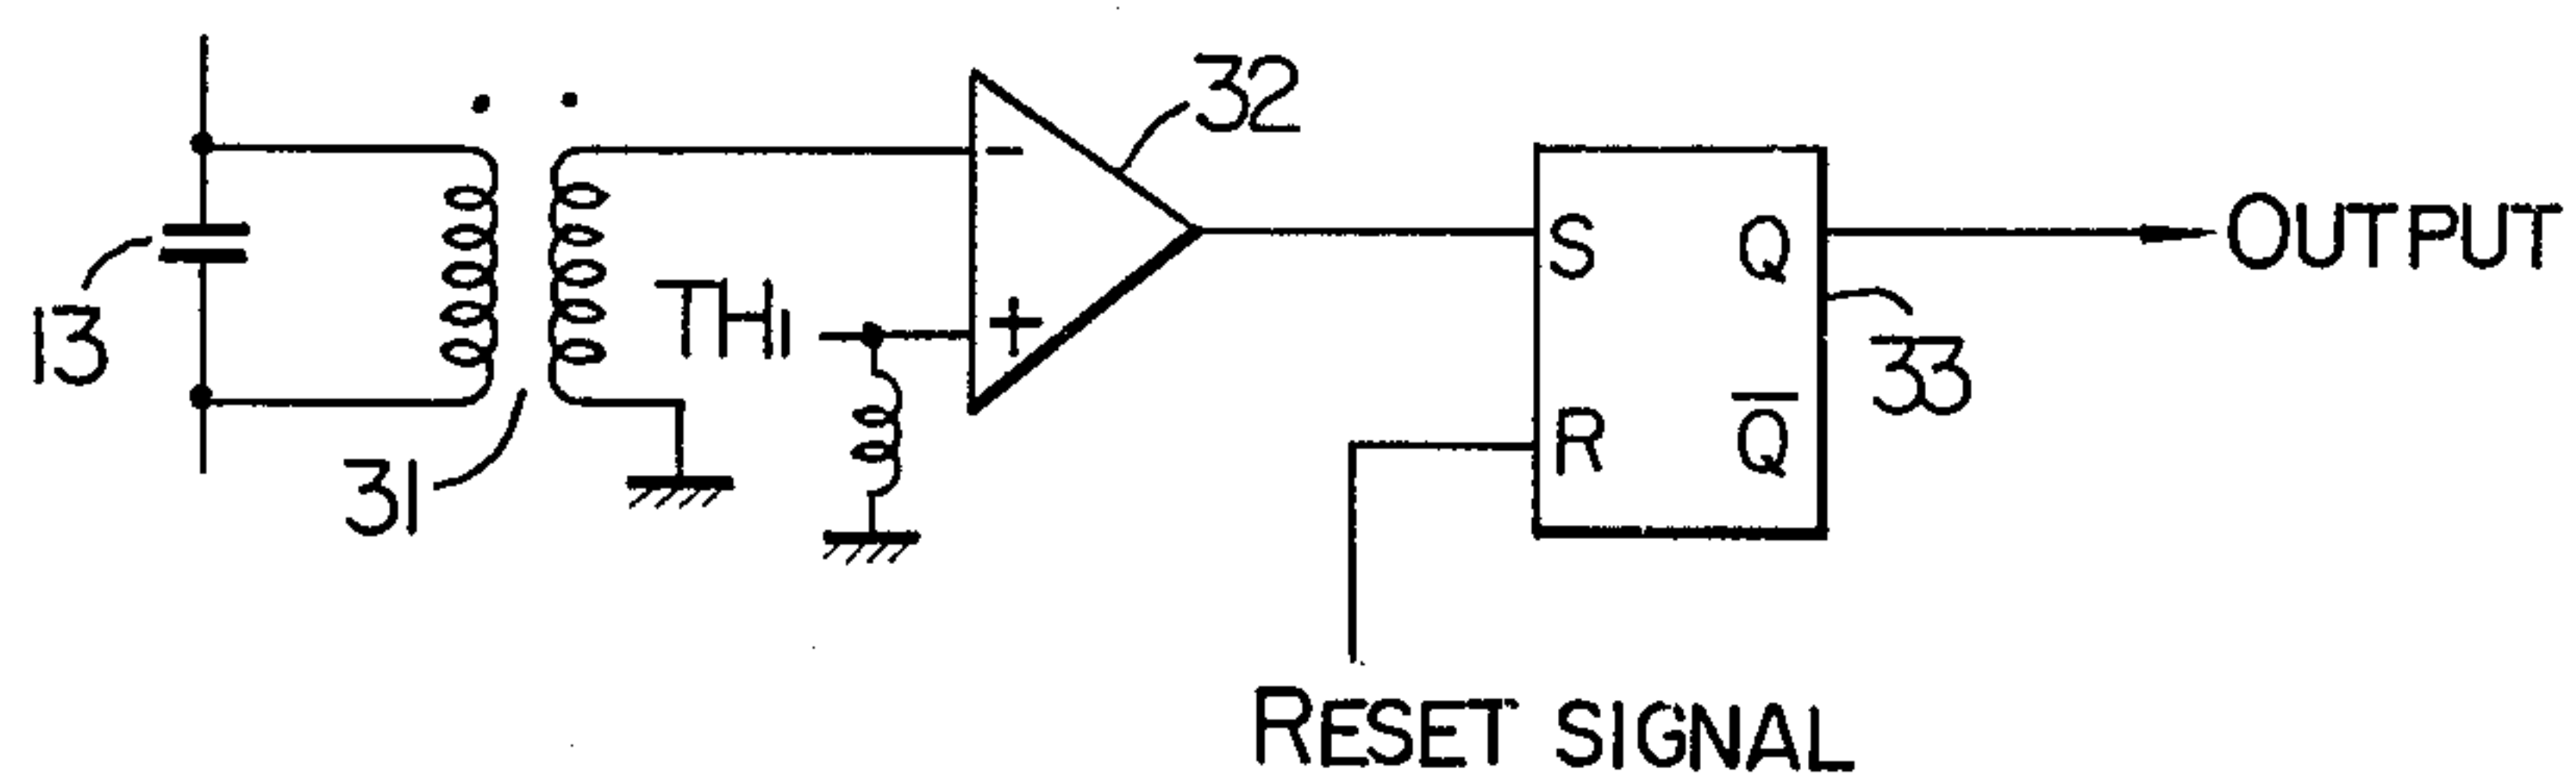 32
- 
S Q
OUTPUT
TH1
+
13
33
R Q̅
31
RESET SIGNAL